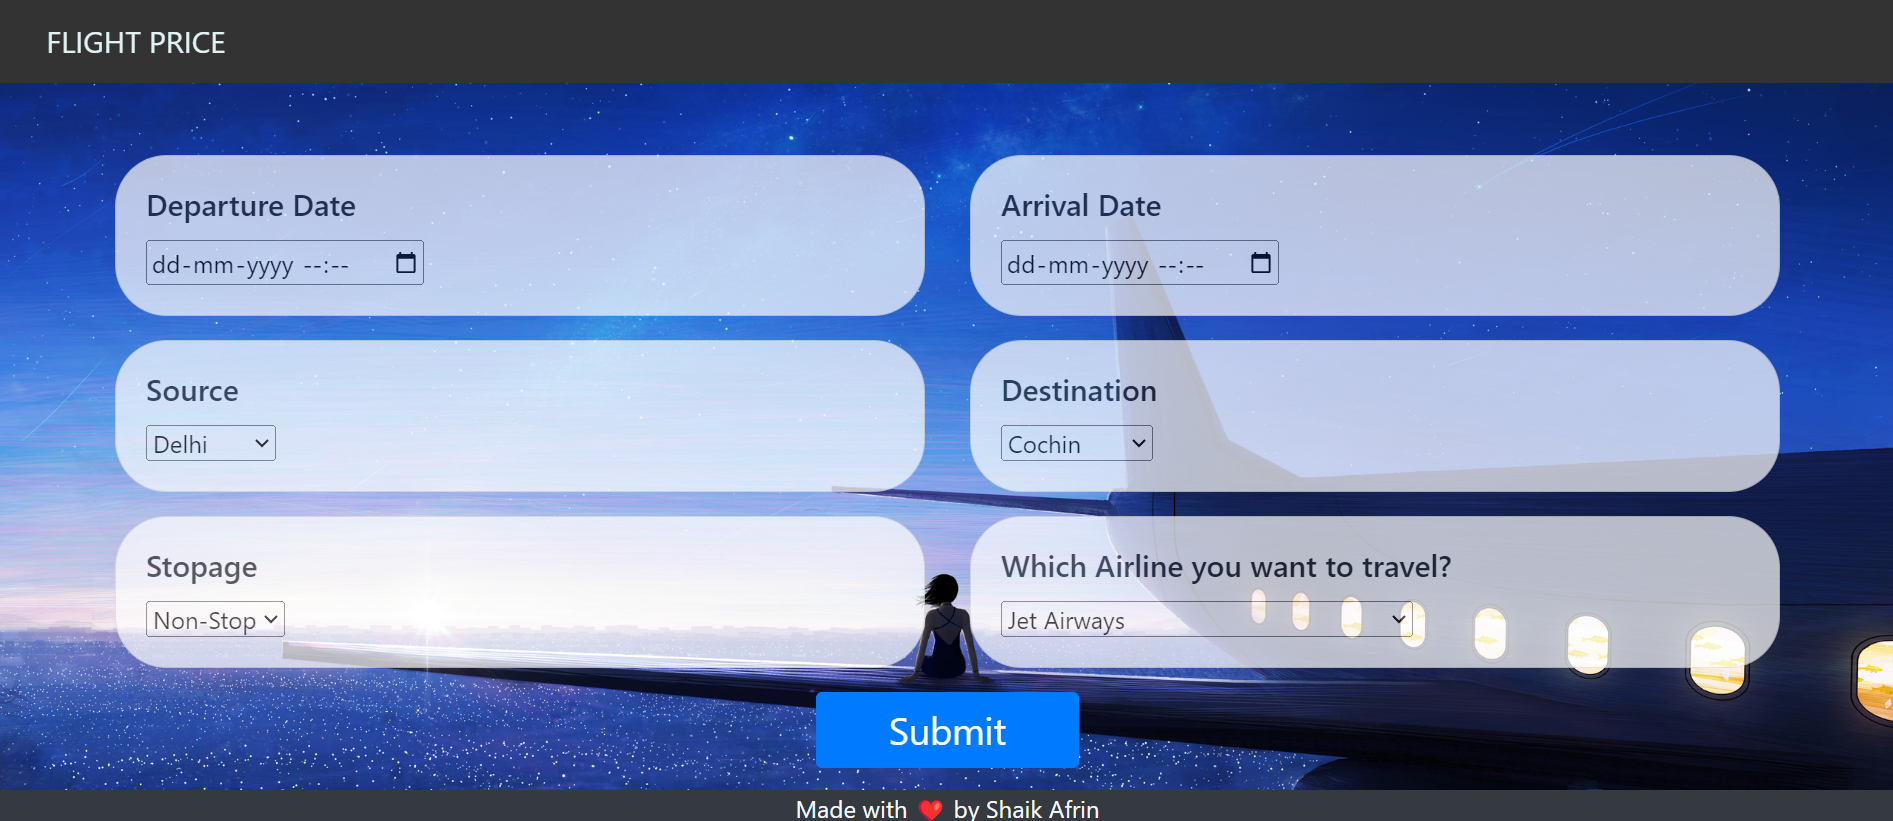 FLIGHT PRICE
Departure Date
dd-mm-yyyy --:--
Arrival Date
dd-mm-yyyy --:--
Source
Delhi
Destination
Cochin
Stopage
Non-Stop
Which Airline you want to travel?
Jet Airways
Submit
Made with ❤️ by Shaik Afrin